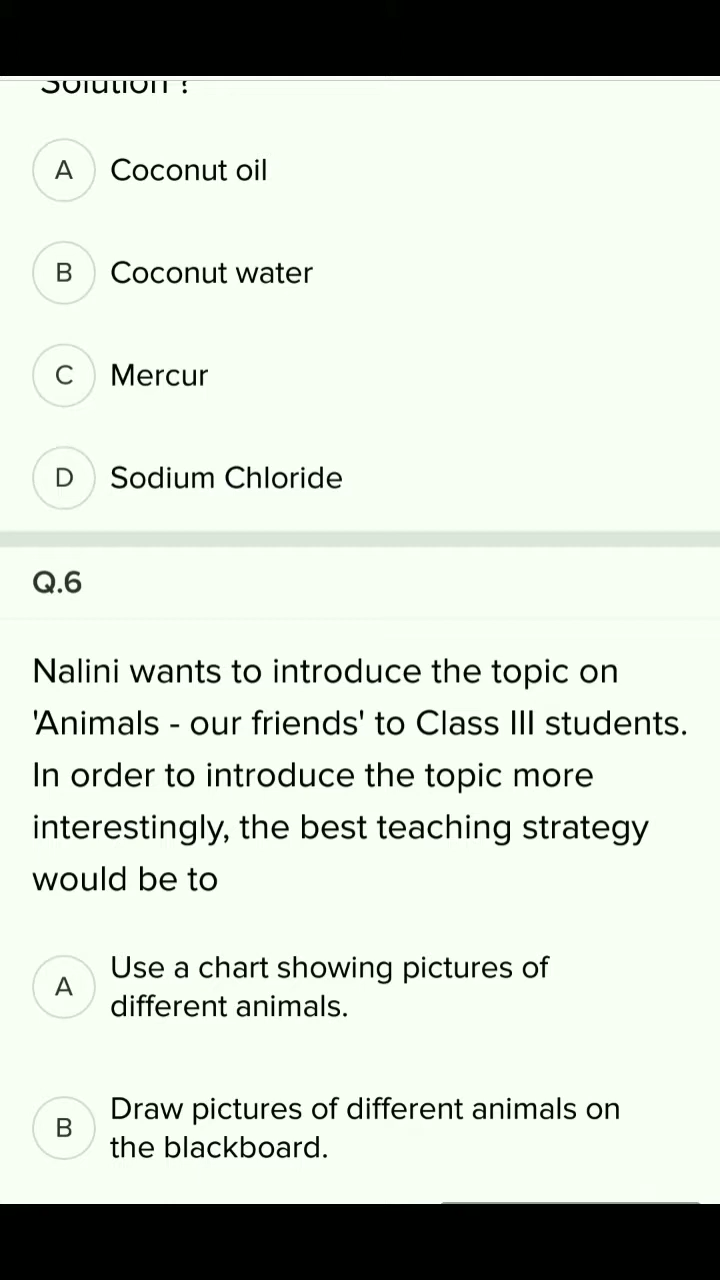 Solution ?
A Coconut oil
B Coconut water
C Mercur
D Sodium Chloride
Q.6
Nalini wants to introduce the topic on
'Animals - our friends' to Class III students.
In order to introduce the topic more
interestingly, the best teaching strategy
would be to
A Use a chart showing pictures of
different animals.
B Draw pictures of different animals on
the blackboard.